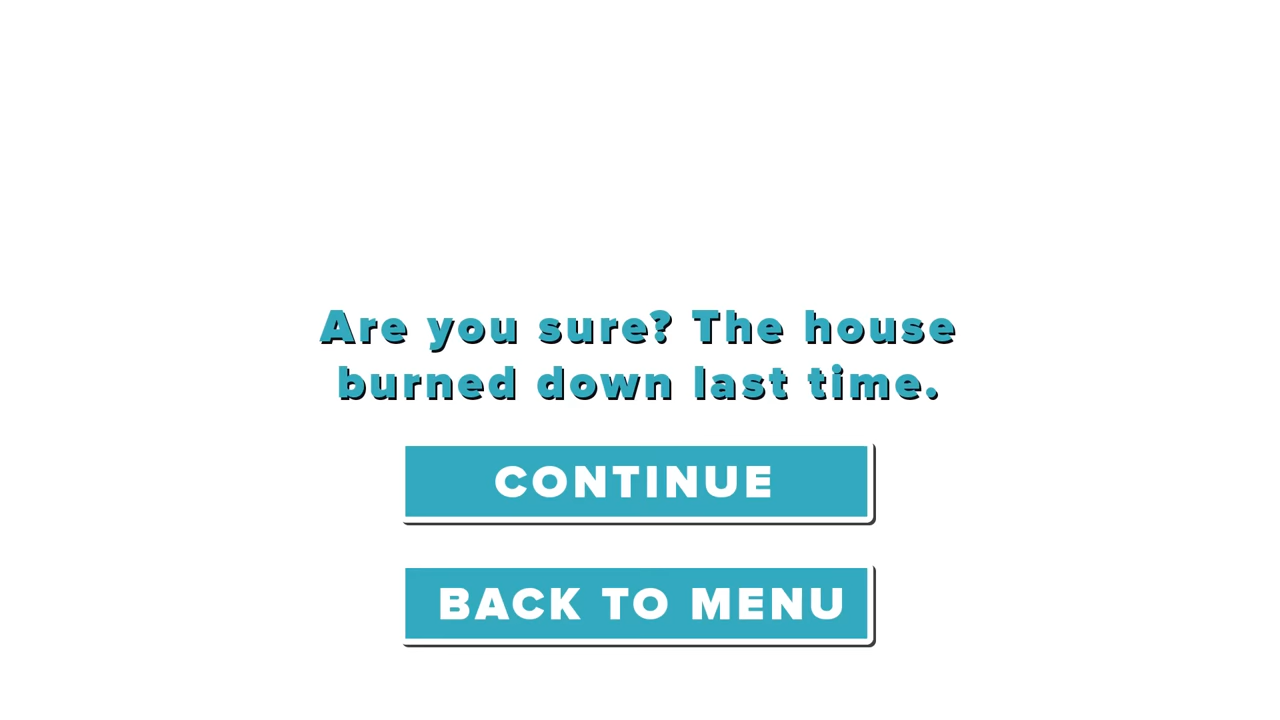 Are you sure? The house
burned down last time.
CONTINUE
BACK TO MENU